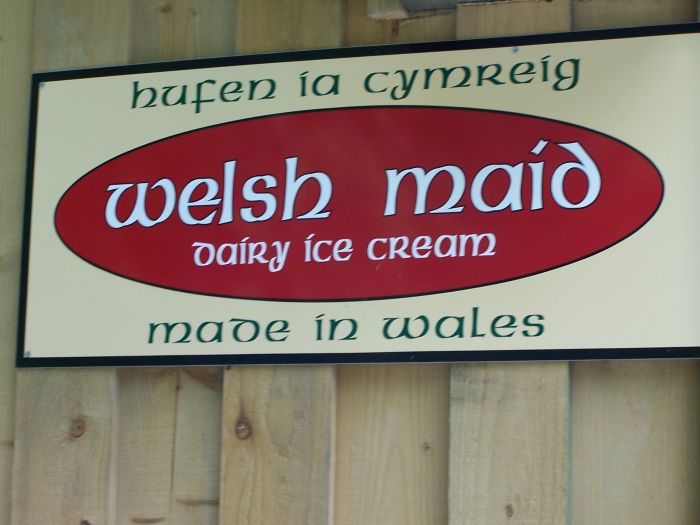 hufen ia cymreig
welsh maid
dairy ice cream
made in wales